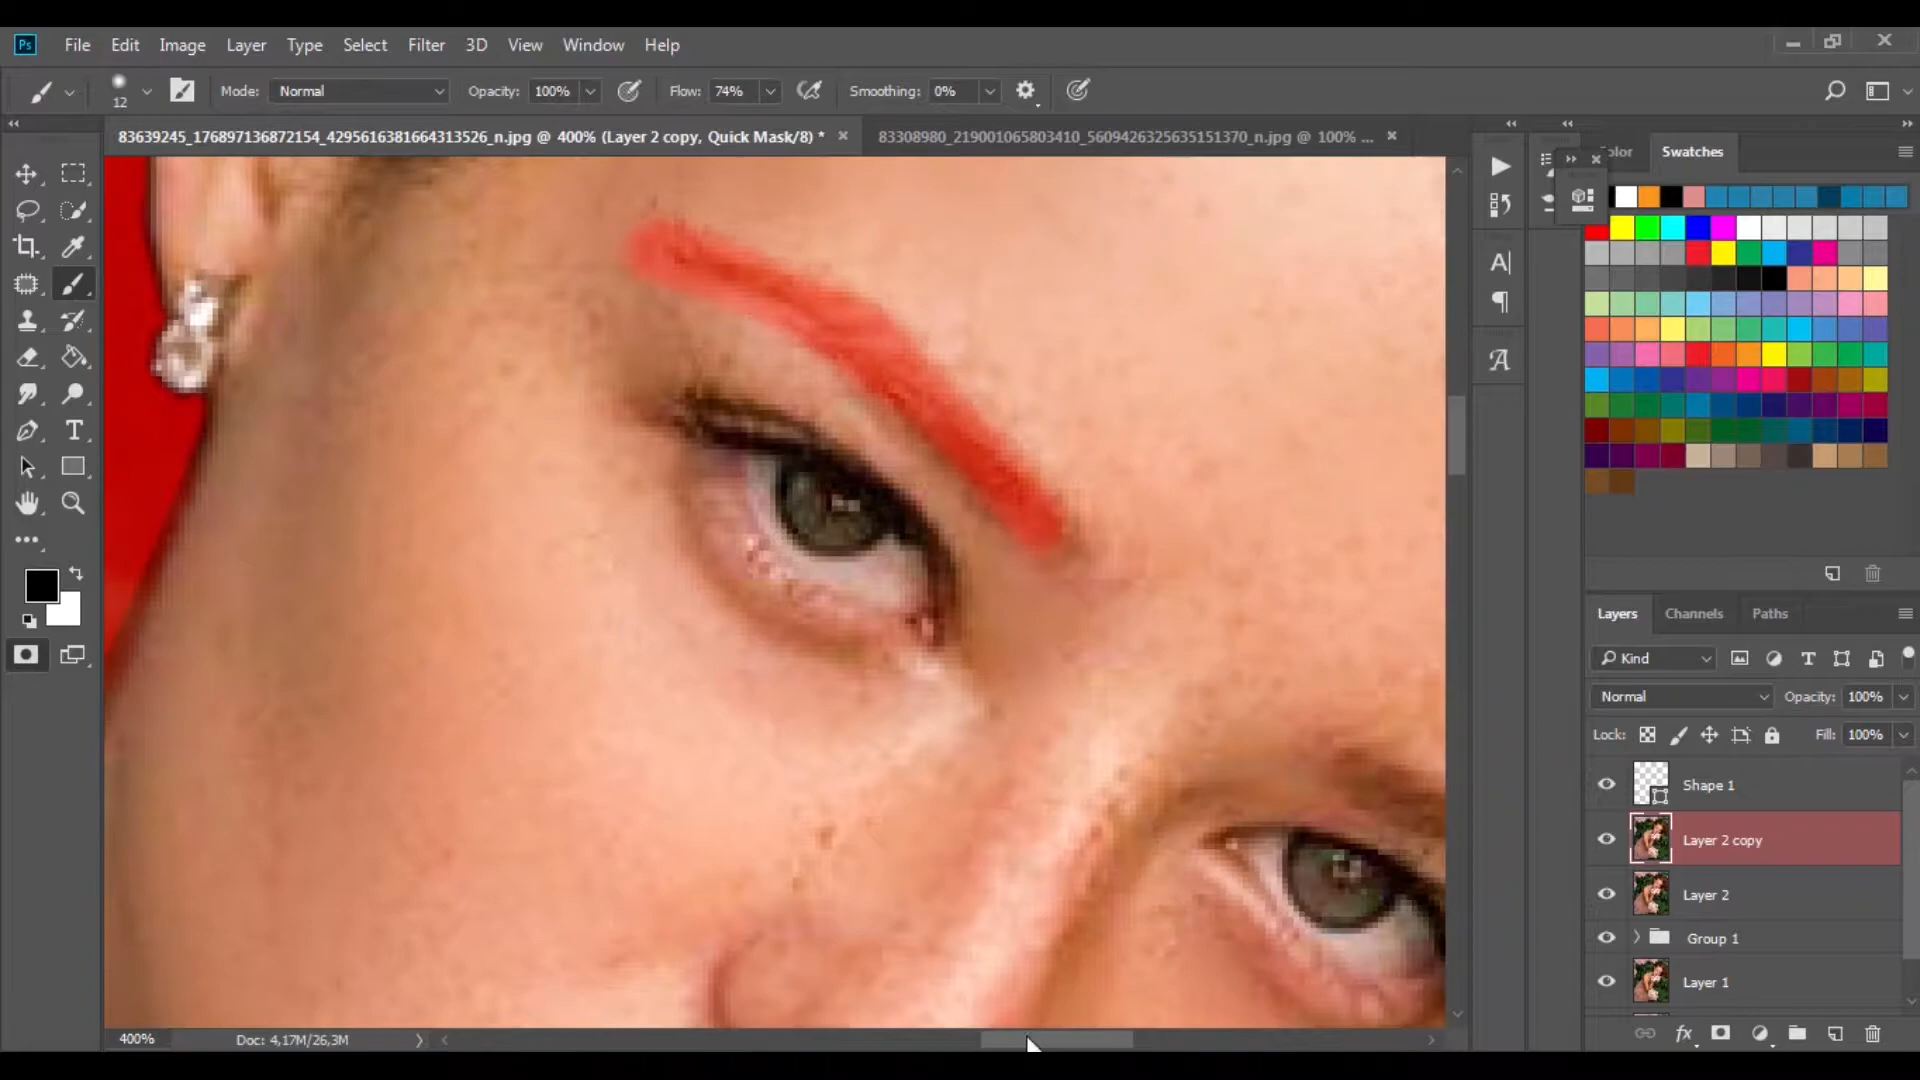 Ps File Edit Image Layer Type Select Filter 3D View Window Help
12 Mode: Normal Opacity: 100% Flow: 74% Smoothing: 0%
83639245_176897136872154_4295616381664313526_n.jpg @ 400% (Layer 2 copy, Quick Mask/8) * 83308980_219001065803410_5609426325635151370_n.jpg @ 100% ...
olor Swatches
Layers Channels Paths
Kind
Normal Opacity: 100%
Lock: Fill: 100%
Shape 1
Layer 2 copy
Layer 2
Group 1
Layer 1
fx
400% Doc: 4,17M/26,3M